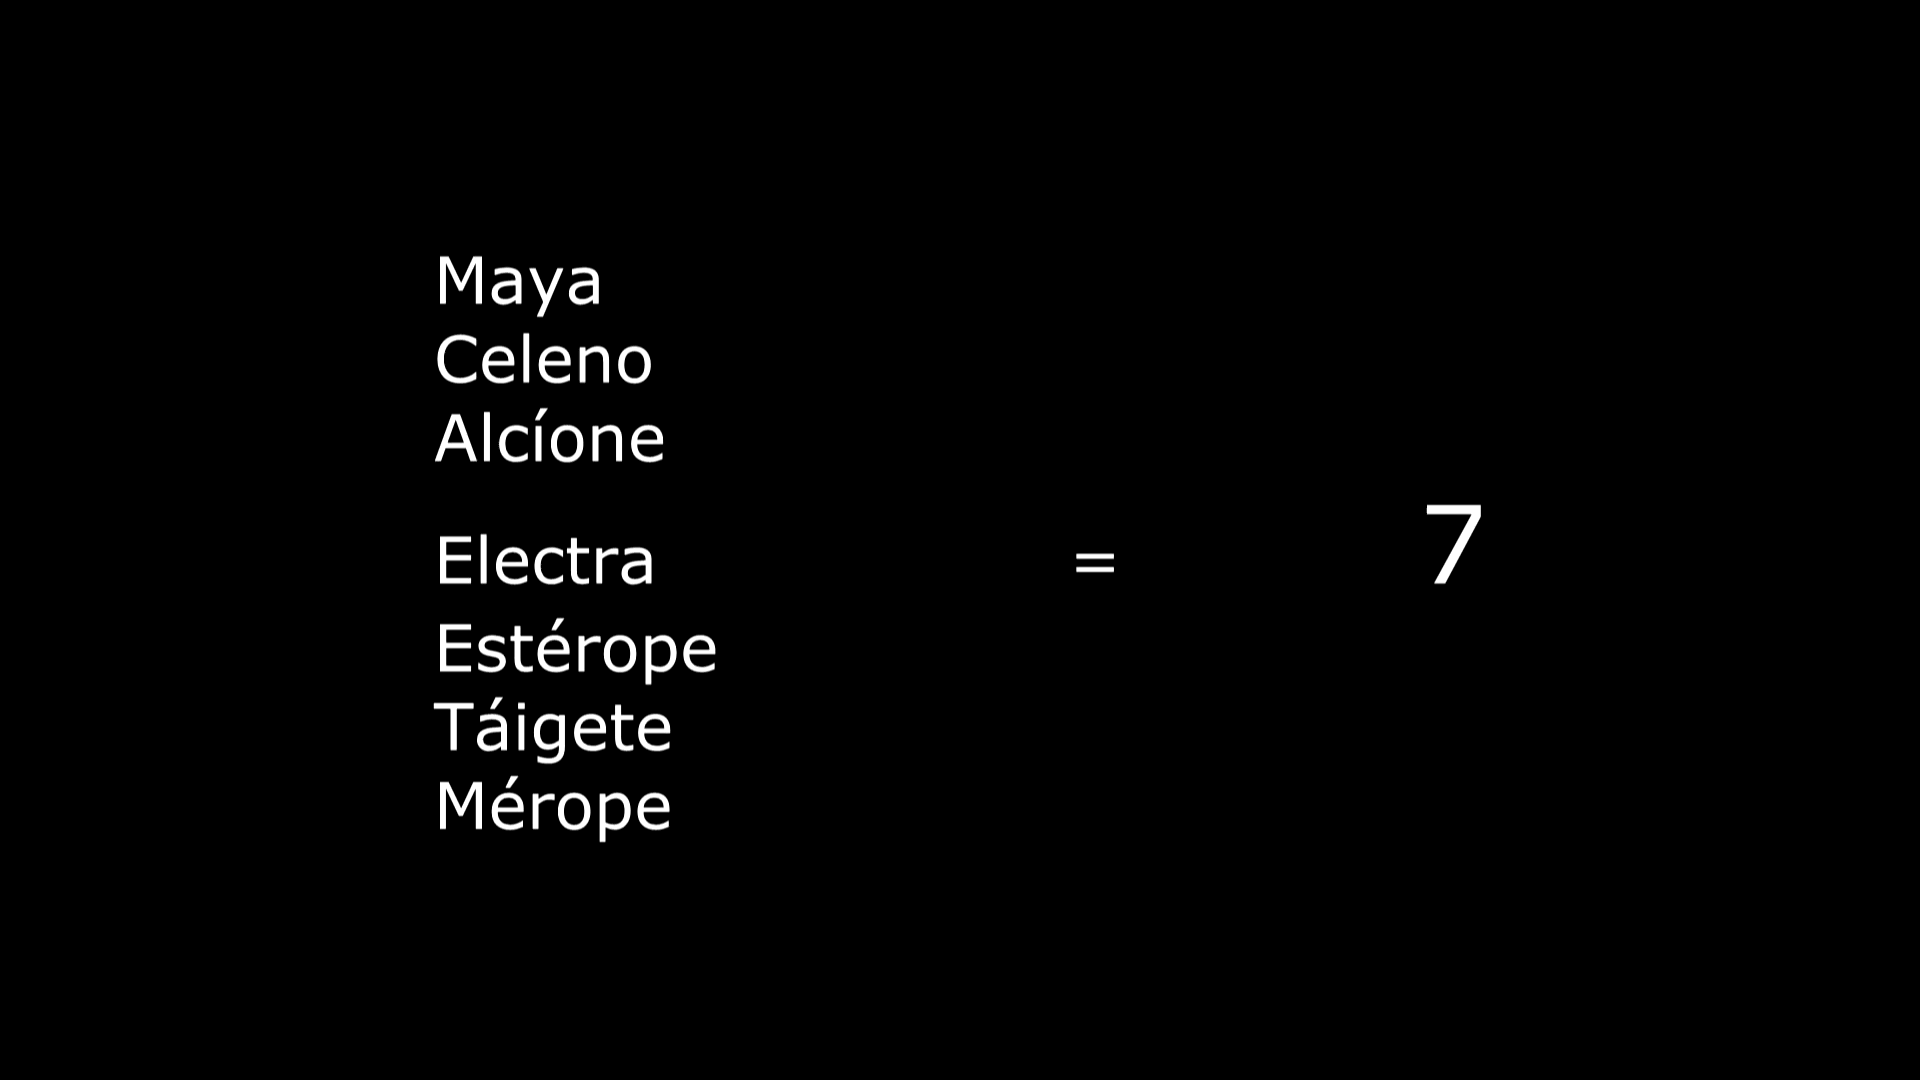 Maya
Celeno
Alcíone
Electra = 7
Estérope
Táigete
Mérope